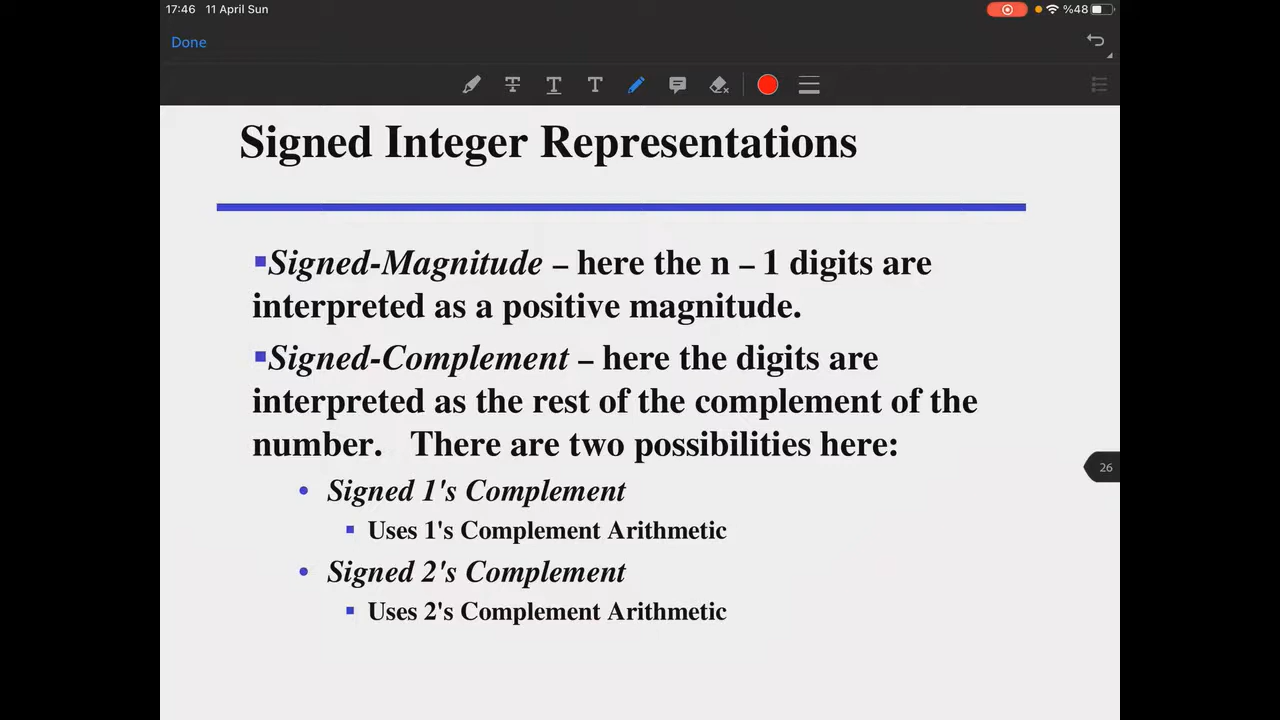 17:46 11 April Sun %48
Done
Signed Integer Representations
▪Signed-Magnitude – here the n – 1 digits are
interpreted as a positive magnitude.
▪Signed-Complement – here the digits are
interpreted as the rest of the complement of the
number. There are two possibilities here:
• Signed 1's Complement
▪ Uses 1's Complement Arithmetic
• Signed 2's Complement
▪ Uses 2's Complement Arithmetic
26